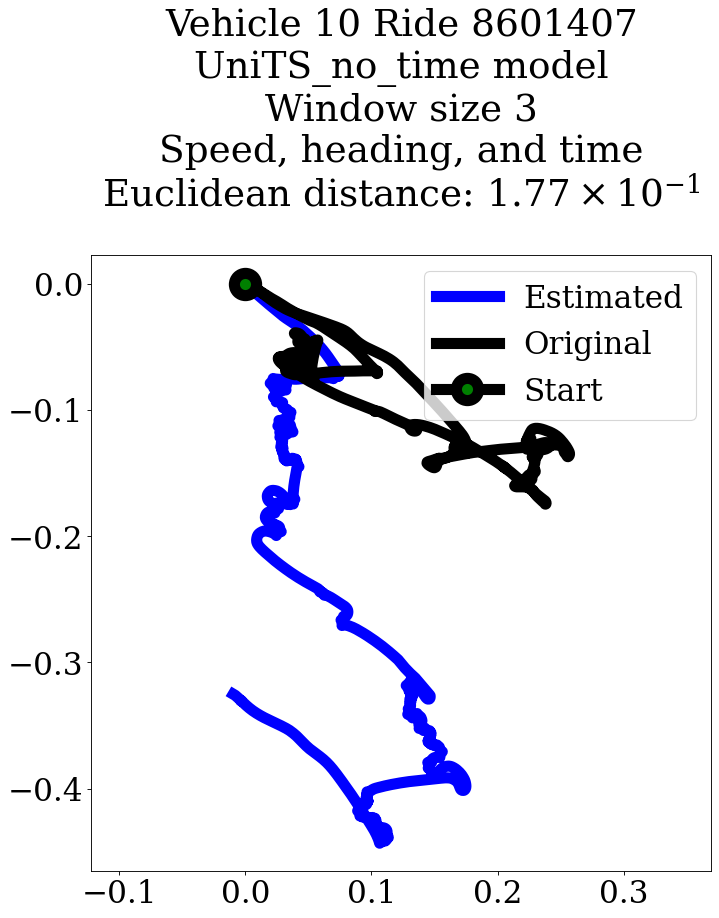 Vehicle 10 Ride 8601407
UniTS_no_time model
Window size 3
Speed, heading, and time
Euclidean distance: 1.77 × 10⁻¹
Estimated
Original
Start
0.0
−0.1
−0.2
−0.3
−0.4
−0.1 0.0 0.1 0.2 0.3